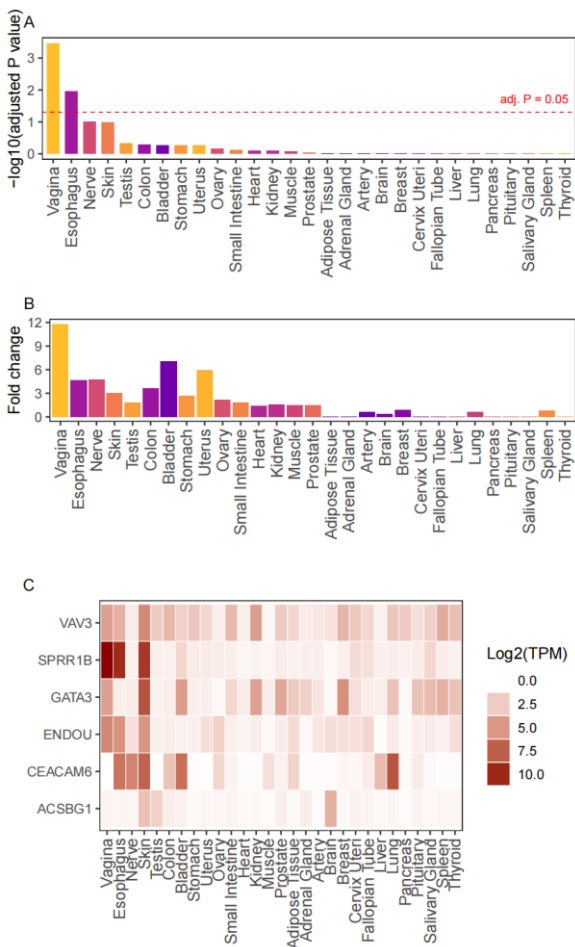 A
−log10(adjusted P value)
3
2
1
0
adj. P = 0.05
Vagina
Esophagus
Nerve
Skin
Testis
Colon
Bladder
Stomach
Uterus
Ovary
Small Intestine
Heart
Kidney
Muscle
Prostate
Adipose Tissue
Adrenal Gland
Artery
Brain
Breast
Cervix Uteri
Fallopian Tube
Liver
Lung
Pancreas
Pituitary
Salivary Gland
Spleen
Thyroid
B
Fold change
12
9
6
3
0
Vagina
Esophagus
Nerve
Skin
Testis
Colon
Bladder
Stomach
Uterus
Ovary
Small Intestine
Heart
Kidney
Muscle
Prostate
Adipose Tissue
Adrenal Gland
Artery
Brain
Breast
Cervix Uteri
Fallopian Tube
Liver
Lung
Pancreas
Pituitary
Salivary Gland
Spleen
Thyroid
C
VAV3
SPRR1B
GATA3
ENDOU
CEACAM6
ACSBG1
Vagina
Esophagus
Nerve
Skin
Testis
Colon
Bladder
Stomach
Uterus
Ovary
Small Intestine
Heart
Kidney
Muscle
Prostate
Adipose Tissue
Adrenal Gland
Artery
Brain
Breast
Cervix Uteri
Fallopian Tube
Liver
Lung
Pancreas
Pituitary
Salivary Gland
Spleen
Thyroid
Log2(TPM)
0.0
2.5
5.0
7.5
10.0